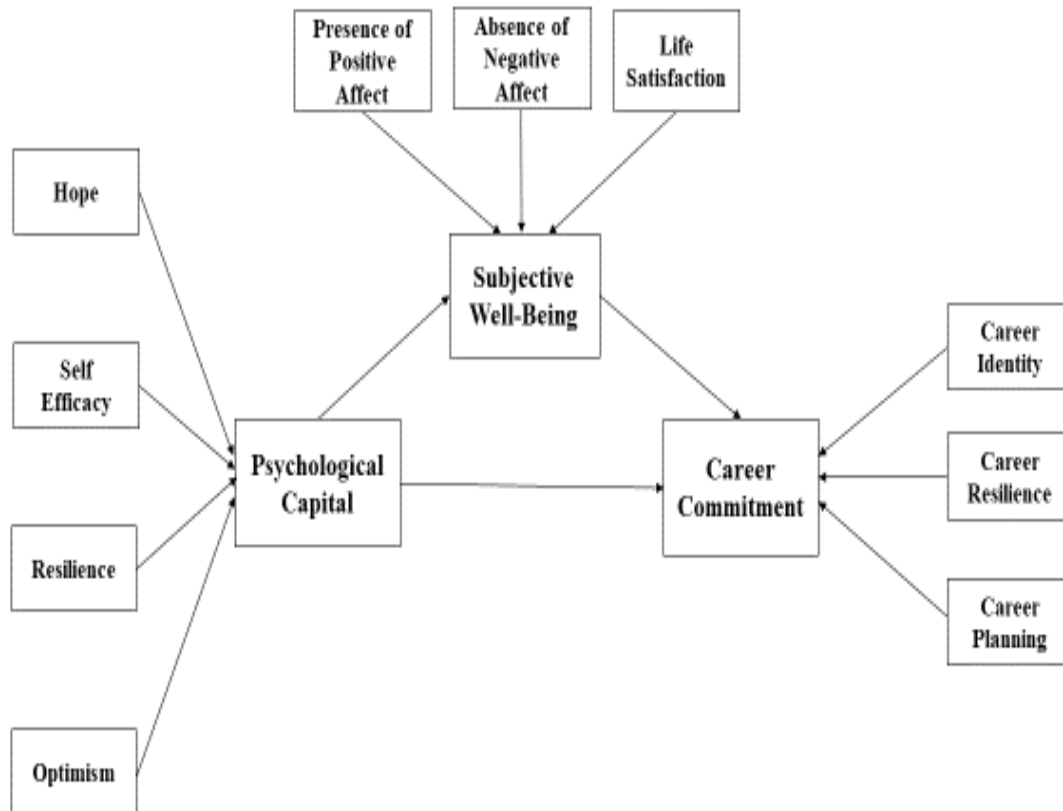 Presence of
Positive
Affect
Absence of
Negative
Affect
Life
Satisfaction
Hope
Subjective
Well-Being
Career
Identity
Self
Efficacy
Psychological
Capital
Career
Commitment
Career
Resilience
Resilience
Career
Planning
Optimism